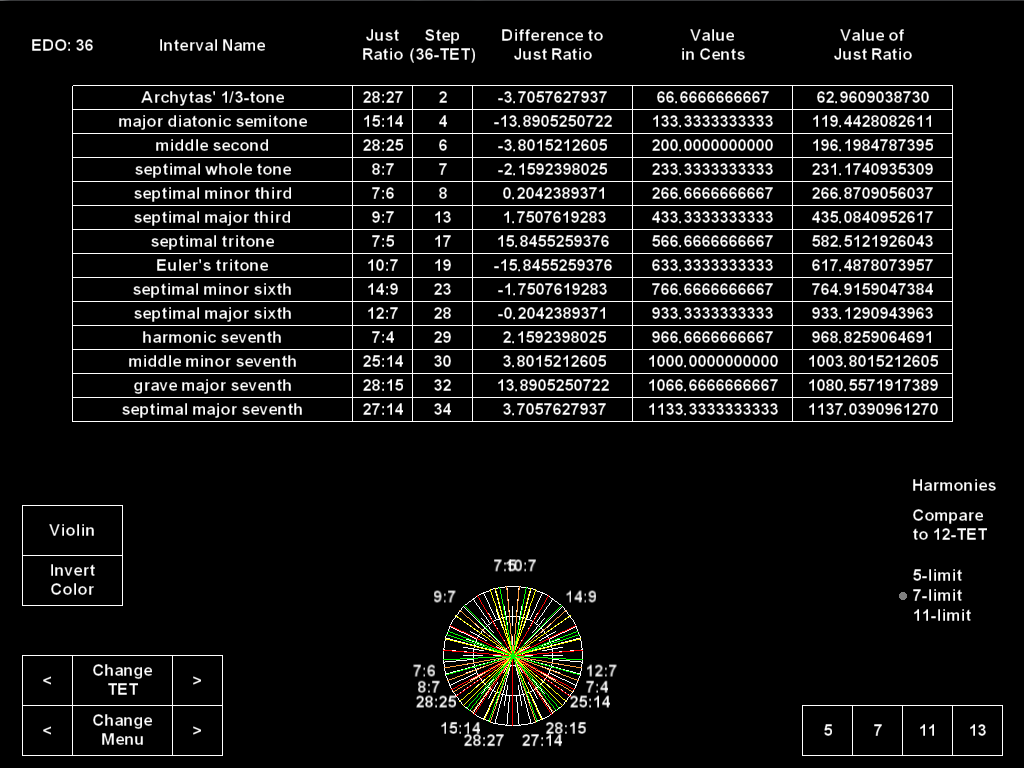 EDO: 36
Interval Name
Just Ratio
Step (36-TET)
Difference to Just Ratio
Value in Cents
Value of Just Ratio
Archytas' 1/3-tone 28:27 2 -3.7057627937 66.6666666667 62.9609038730
major diatonic semitone 15:14 4 -13.8905250722 133.3333333333 119.4428082611
middle second 28:25 6 -3.8015212605 200.0000000000 196.1984787395
septimal whole tone 8:7 7 -2.1592398025 233.3333333333 231.1740935309
septimal minor third 7:6 8 0.2042389371 266.6666666667 266.8709056037
septimal major third 9:7 13 1.7507619283 433.3333333333 435.0840952617
septimal tritone 7:5 17 15.8455259376 566.6666666667 582.5121926043
Euler's tritone 10:7 19 -15.8455259376 633.3333333333 617.4878073957
septimal minor sixth 14:9 23 -1.7507619283 766.6666666667 764.9159047384
septimal major sixth 12:7 28 -0.2042389371 933.3333333333 933.1290943963
harmonic seventh 7:4 29 2.1592398025 966.6666666667 968.8259064691
middle minor seventh 25:14 30 3.8015212605 1000.0000000000 1003.8015212605
grave major seventh 28:15 32 13.8905250722 1066.6666666667 1080.5571917389
septimal major seventh 27:14 34 3.7057627937 1133.3333333333 1137.0390961270
Harmonies
Compare
to 12-TET
5-limit
7-limit
11-limit
Violin
Invert
Color
7:5 10:7
9:7 14:9
7:6 12:7
8:7 7:4
28:25 25:14
15:14 28:15
28:27 27:14
< Change TET >
< Change Menu >
5 7 11 13